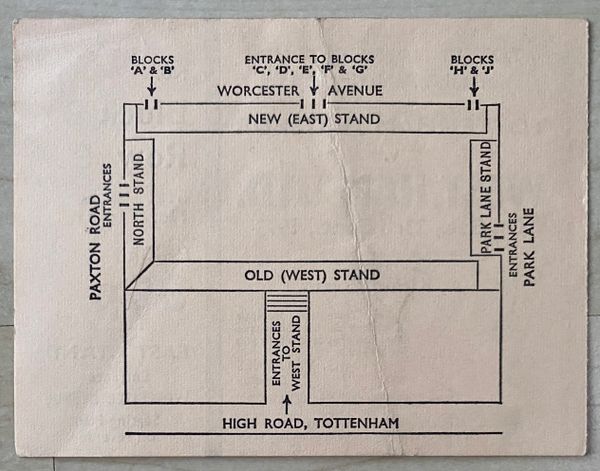 BLOCKS
'A' & 'B'
ENTRANCE TO BLOCKS
'C', 'D', 'E', 'F' & 'G'
BLOCKS
'H' & 'J'
WORCESTER AVENUE
NEW (EAST) STAND
PAXTON ROAD
ENTRANCES
NORTH STAND
PARK LANE STAND
ENTRANCES
PARK LANE
OLD (WEST) STAND
ENTRANCES
TO
WEST STAND
HIGH ROAD, TOTTENHAM